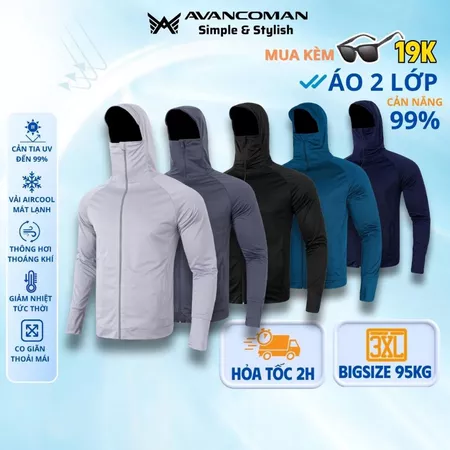 AVANCOMAN
Simple & Stylish
MUA KÈM 19K
ÁO 2 LỚP
CẢN NẮNG
99%
CẢN TIA UV
ĐẾN 99%
VẢI AIRCOOL
MÁT LẠNH
THÔNG HƠI
THOÁNG KHÍ
GIẢM NHIỆT
TỨC THỜI
CO GIÃN
THOẢI MÁI
HỎA TỐC 2H
3XL
BIGSIZE 95KG